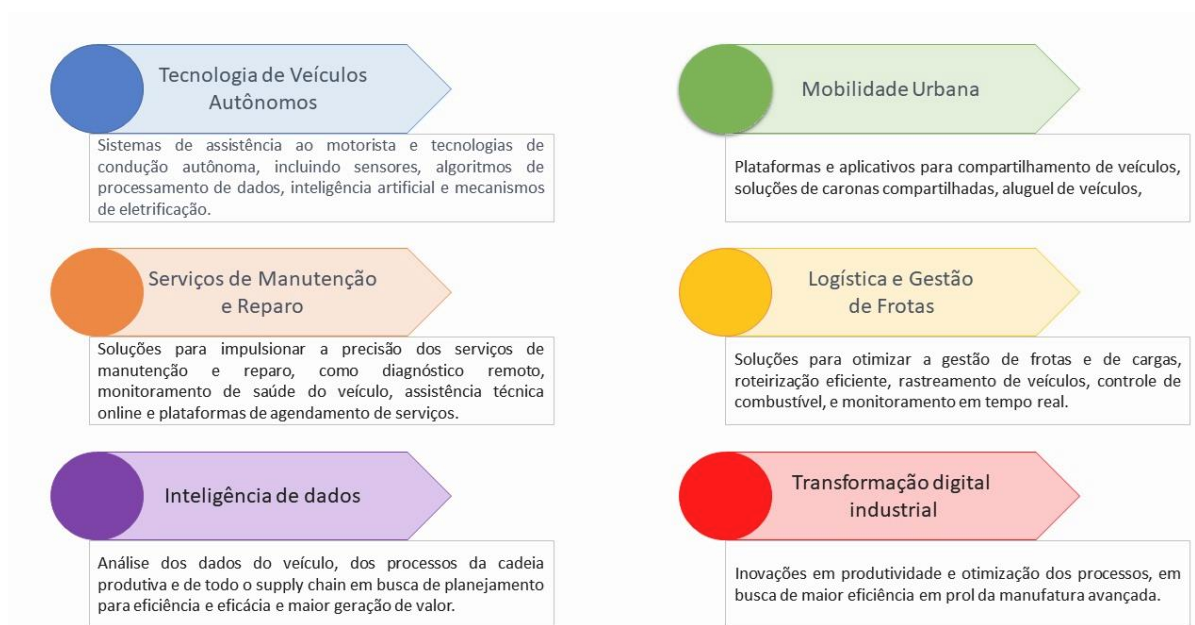 Tecnologia de Veículos
Autônomos
Sistemas de assistência ao motorista e tecnologias de
condução autônoma, incluindo sensores, algoritmos de
processamento de dados, inteligência artificial e mecanismos
de eletrificação.
Mobilidade Urbana
Plataformas e aplicativos para compartilhamento de veículos,
soluções de caronas compartilhadas, aluguel de veículos,
Serviços de Manutenção
e Reparo
Soluções para impulsionar a precisão dos serviços de
manutenção e reparo, como diagnóstico remoto,
monitoramento de saúde do veículo, assistência técnica
online e plataformas de agendamento de serviços.
Logística e Gestão
de Frotas
Soluções para otimizar a gestão de frotas e de cargas,
roteirização eficiente, rastreamento de veículos, controle de
combustível, e monitoramento em tempo real.
Inteligência de dados
Análise dos dados do veículo, dos processos da cadeia
produtiva e de todo o supply chain em busca de planejamento
para eficiência e eficácia e maior geração de valor.
Transformação digital
industrial
Inovações em produtividade e otimização dos processos, em
busca de maior eficiência em prol da manufatura avançada.